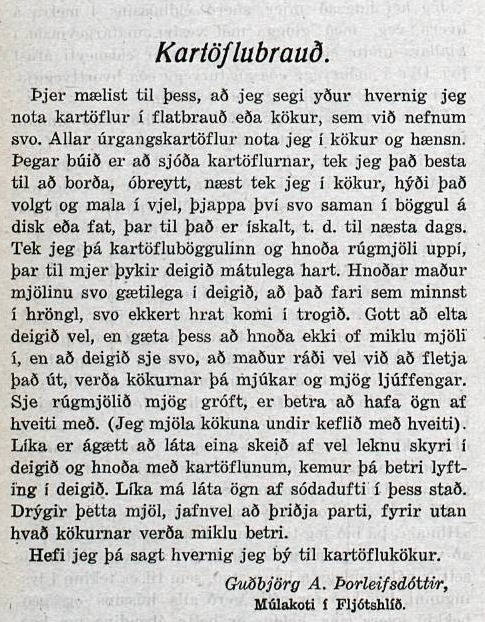 Kartöflubrauð.
Þjer mælist til þess, að jeg segi yður hvernig jeg
nota kartöflur í flatbrauð eða kökur, sem við nefnum
svo. Allar úrgangskartöflur nota jeg í kökur og hænsn.
Þegar búið er að sjóða kartöflurnar, tek jeg það besta
til að borða, óbreytt, næst tek jeg í kökur, hýði það
volgt og mala í vjel, þjappa því svo saman í böggul á
disk eða fat, þar til það er ískalt, t. d. til næsta dags.
Tek jeg þá kartöfluböggulinn og hnoða rúgmjöli uppí,
þar til mjer þykir deigið mátulega hart. Hnoðar maður
mjölinu svo gætilega í deigið, að það fari sem minnst
í hröngl, svo ekkert hrat komi í trogið. Gott að elta
deigið vel, en gæta þess að hnoða ekki of miklu mjöli
í, en að deigið sje svo, að maður ráði vel við að fletja
það út, verða kökurnar þá mjúkar og mjög ljúffengar.
Sje rúgmjölið mjög gróft, er betra að hafa ögn af
hveiti með. (Jeg mjöla kökuna undir keflið með hveiti).
Líka er ágætt að láta eina skeið af vel leknu skyri í
deigið og hnoða með kartöflunum, kemur þá betri lyft-
ing í deigið. Líka má láta ögn af sódadufti í þess stað.
Drýgir þetta mjöl, jafnvel að þriðja parti, fyrir utan
hvað kökurnar verða miklu betri.
Hefi jeg þá sagt hvernig jeg bý til kartöflukökur.
Guðbjörg A. Þorleifsdóttir,
Múlakoti í Fljótshlíð.